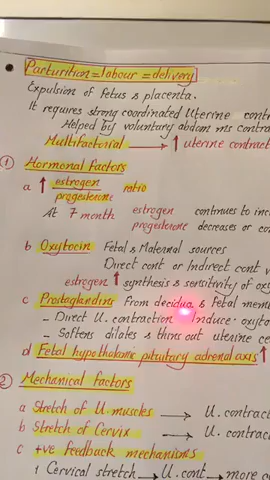 Parturition = labour = delivery
Expulsion of Fetus & placenta.
It requires strong coordinated Uterine cont
Helped by voluntary abdom ms contra
Multifactorial → ↑ uterine contract
① Hormonal factors
a ↑ estrogen / progesterone ratio
At 7 month estrogen continues to inc
progesterone decreases or co
b Oxytocin Fetal & Maternal sources
Direct cont or Indirect cont v
estrogen ↑ synthesis & sensitivity of ox
c Prostaglandins From decidua & Fetal mem
- Direct U. contraction - Induce oxyto
- Softens dilates & thins out uterine ce
d Fetal hypothalamic pituitary adrenal axis ↑
② Mechanical factors
a Stretch of U. muscles → U. contrac
b Stretch of Cervix → U. contr
c +ve feedback mechanisms
1 Cervical stretch → U. cont → more